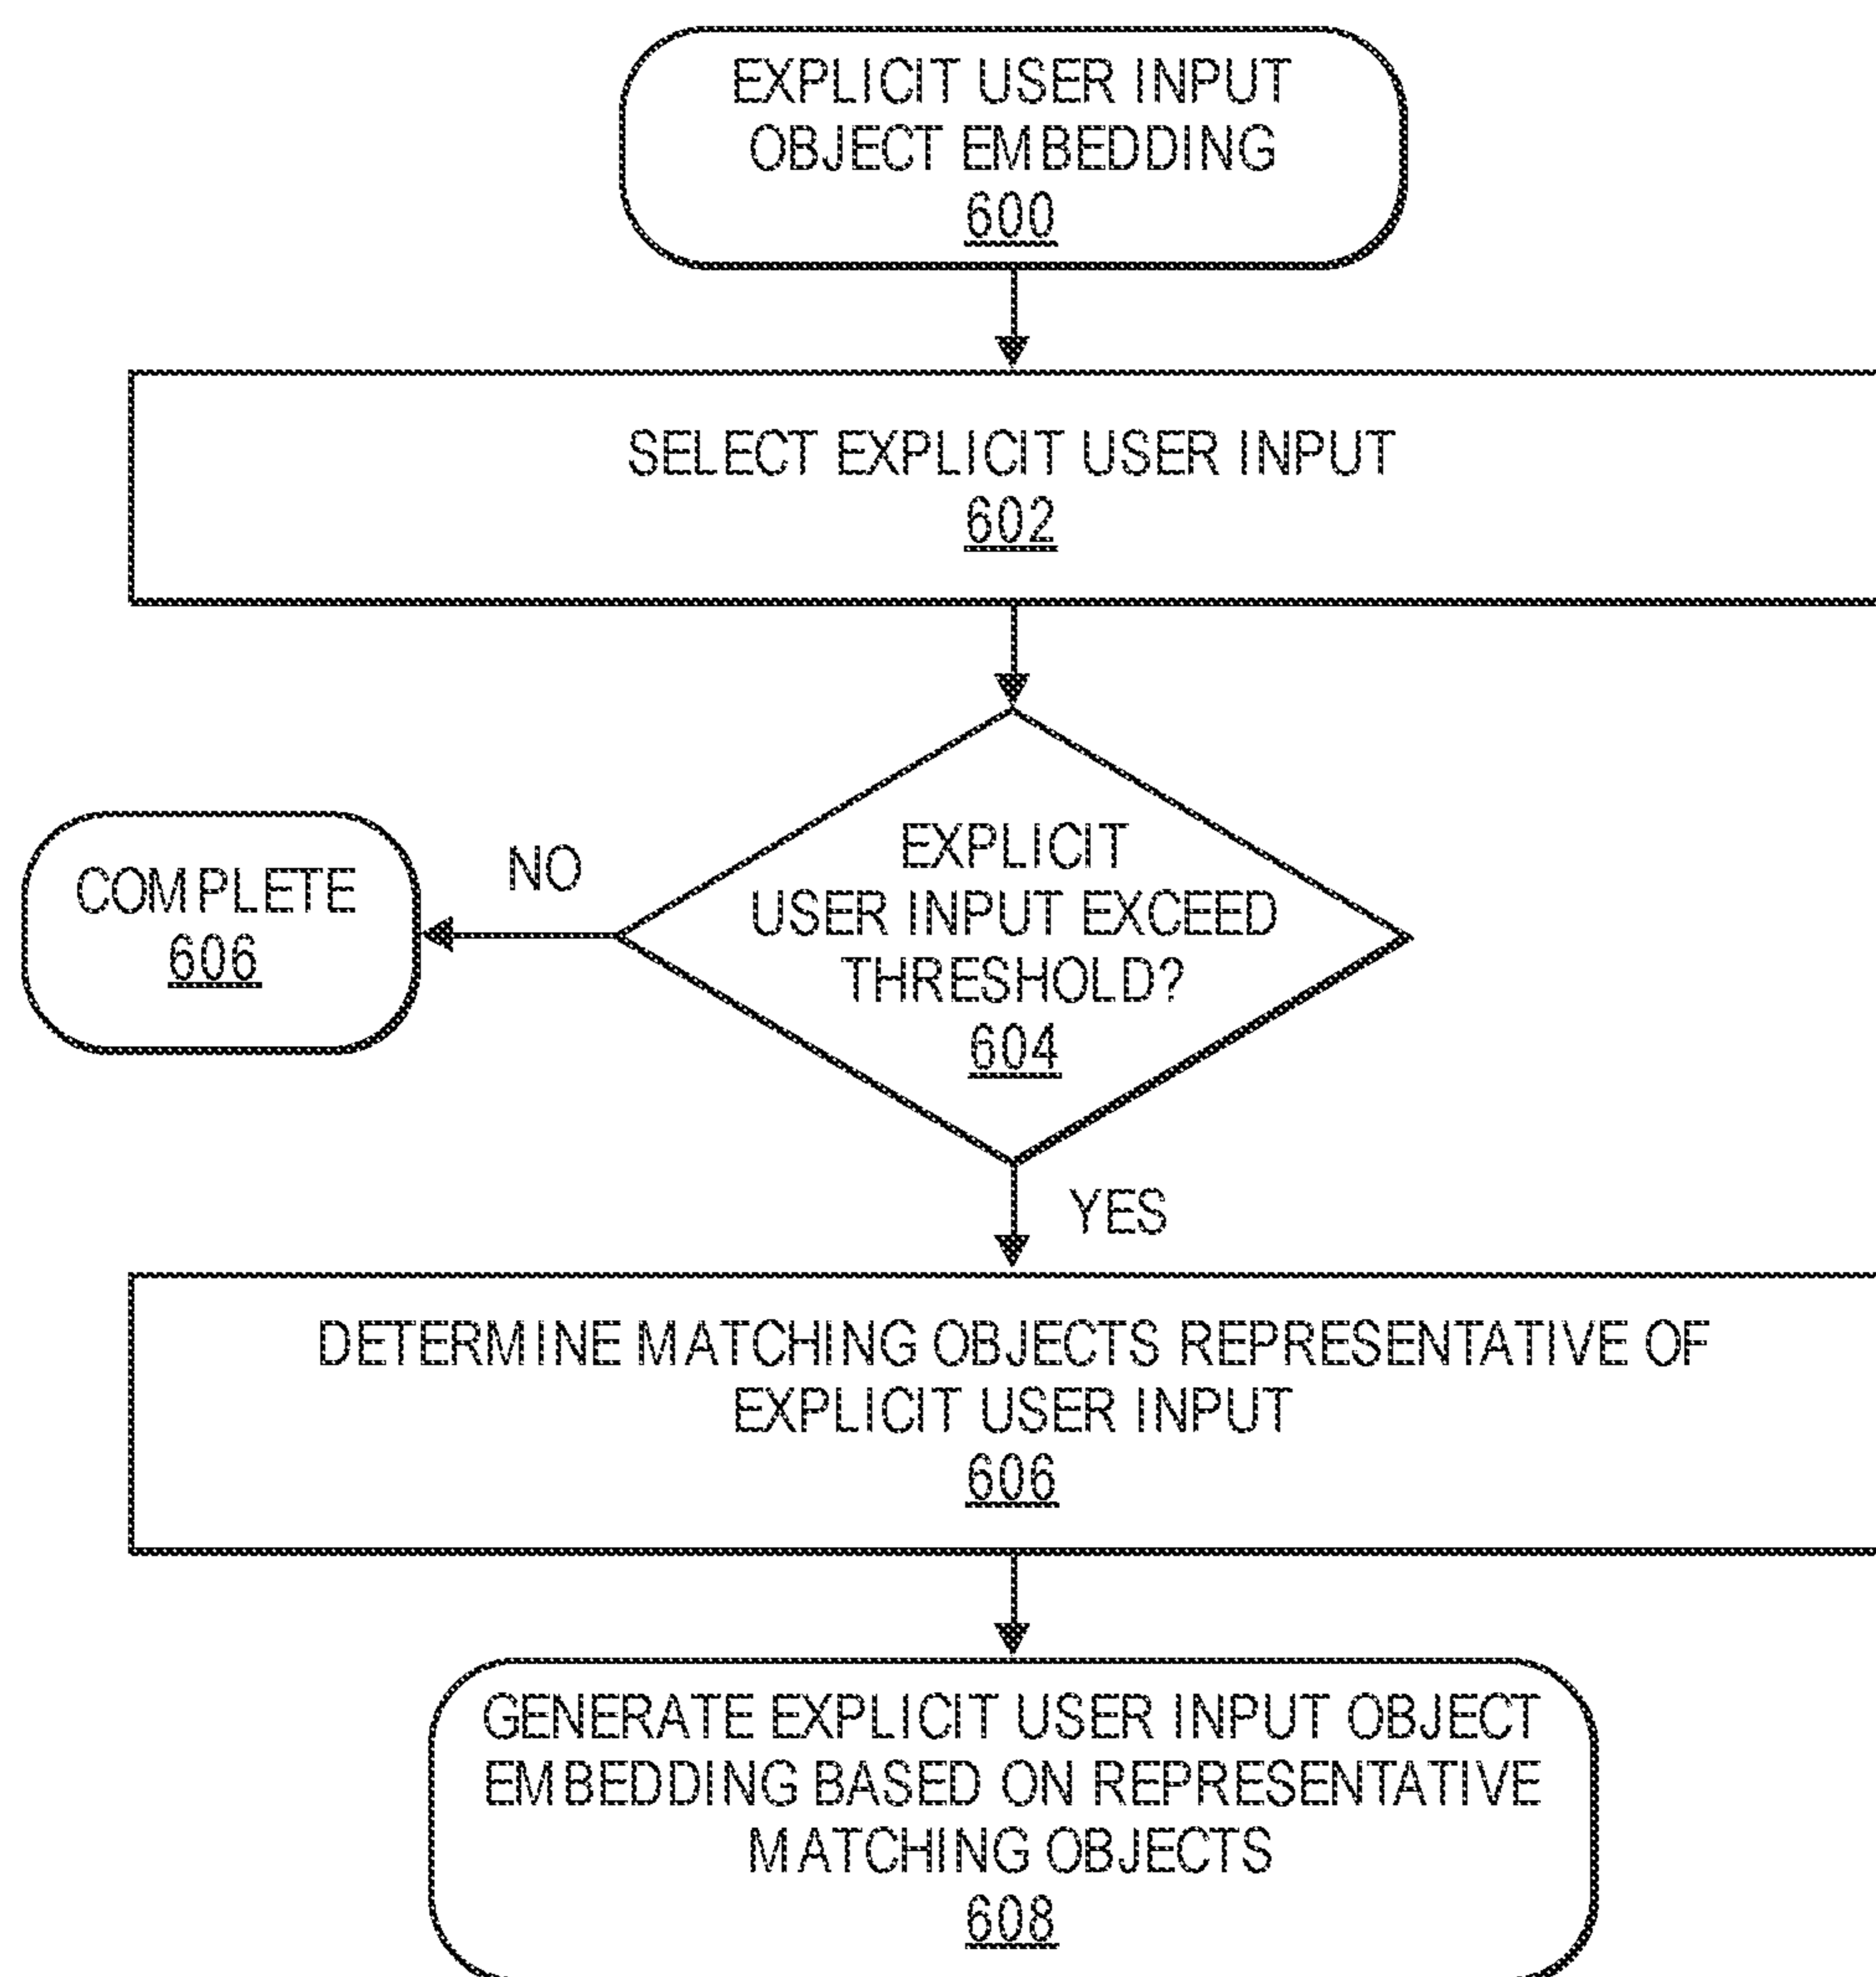 EXPLICIT USER INPUT
OBJECT EMBEDDING
600
SELECT EXPLICIT USER INPUT
602
EXPLICIT
USER INPUT EXCEED
THRESHOLD?
604
NO
COMPLETE
606
YES
DETERMINE MATCHING OBJECTS REPRESENTATIVE OF
EXPLICIT USER INPUT
606
GENERATE EXPLICIT USER INPUT OBJECT
EMBEDDING BASED ON REPRESENTATIVE
MATCHING OBJECTS
608